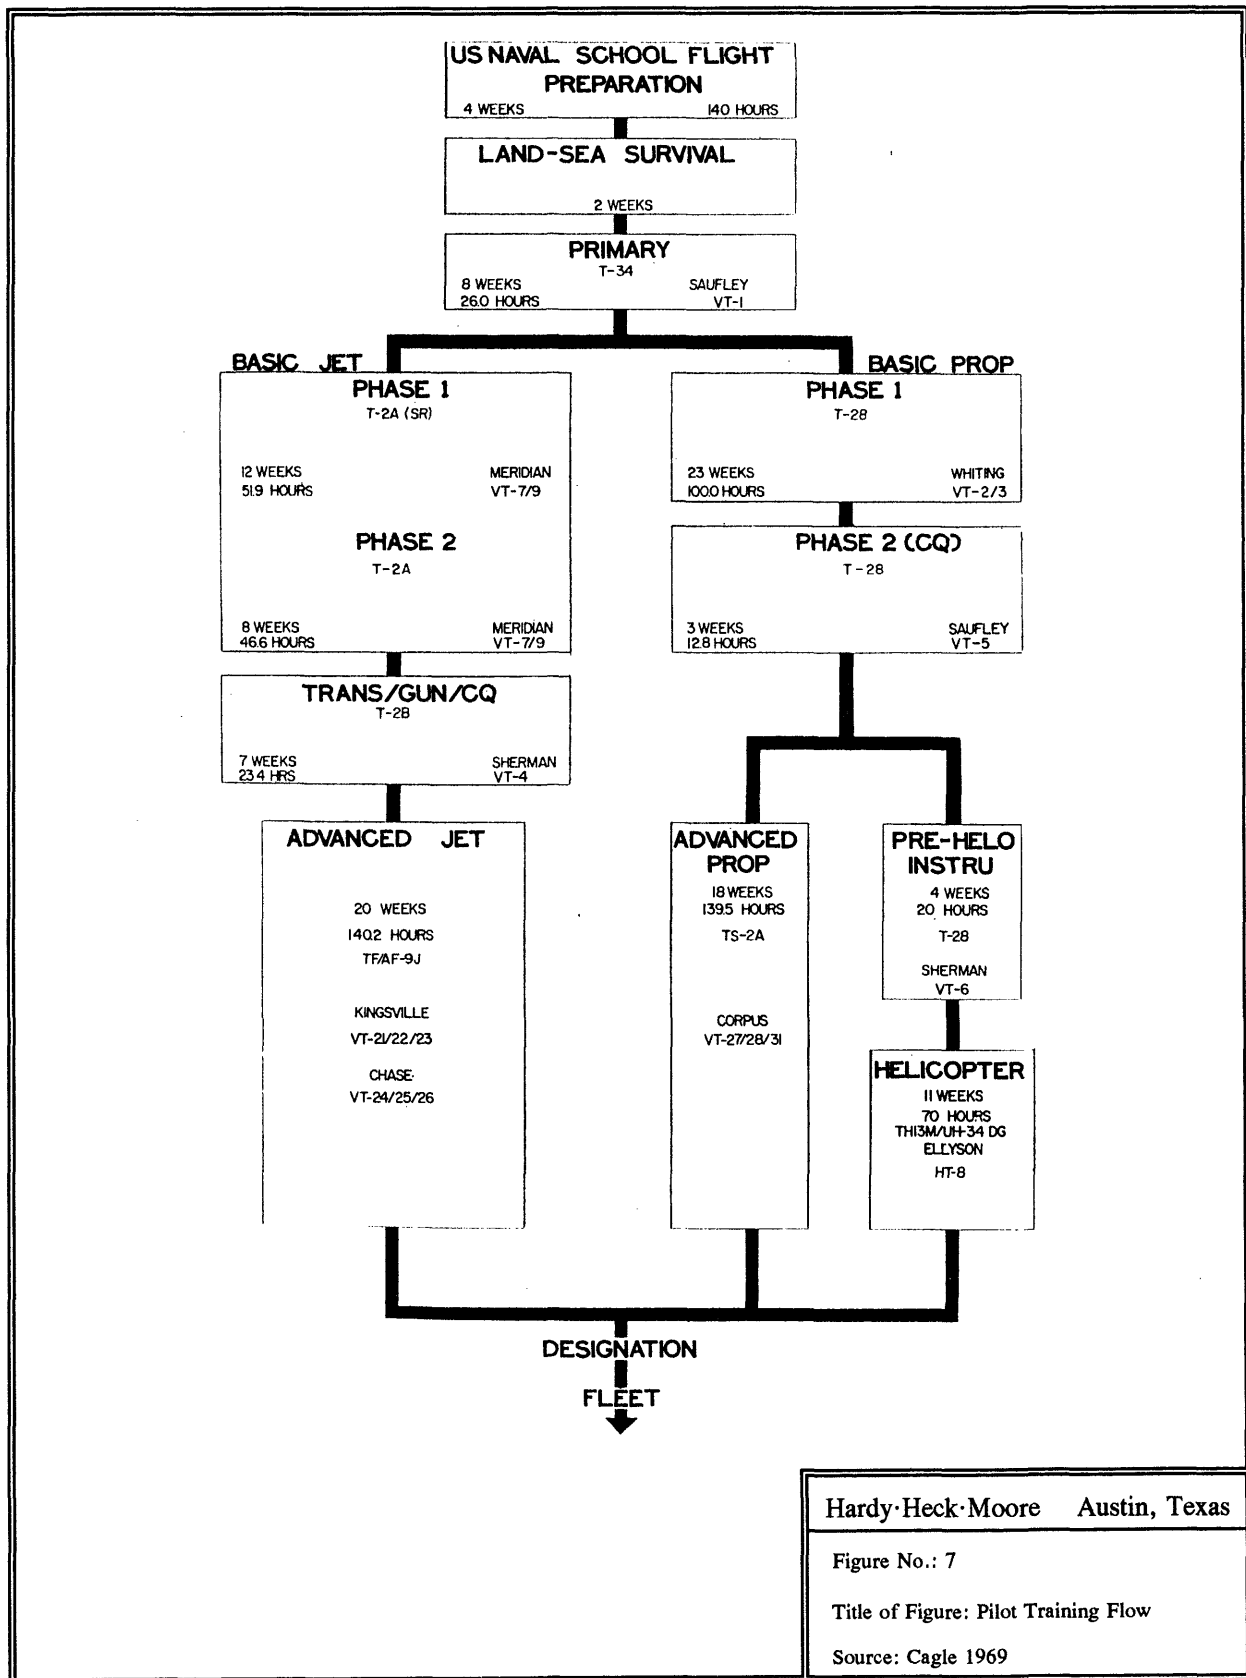 US NAVAL SCHOOL FLIGHT
PREPARATION
4 WEEKS 140 HOURS
LAND-SEA SURVIVAL
2 WEEKS
PRIMARY
T-34
8 WEEKS SAUFLEY
26.0 HOURS VT-1
BASIC JET
PHASE 1
T-2A (SR)
12 WEEKS MERIDIAN
51.9 HOURS VT-7/9
PHASE 2
T-2A
8 WEEKS MERIDIAN
46.6 HOURS VT-7/9
TRANS/GUN/CQ
T-2B
7 WEEKS SHERMAN
23.4 HRS VT-4
ADVANCED JET
20 WEEKS
140.2 HOURS
TF/AF-9J
KINGSVILLE
VT-21/22/23
CHASE
VT-24/25/26
BASIC PROP
PHASE 1
T-28
23 WEEKS WHITING
100.0 HOURS VT-2/3
PHASE 2 (CQ)
T-28
3 WEEKS SAUFLEY
12.8 HOURS VT-5
ADVANCED
PROP
18 WEEKS
139.5 HOURS
TS-2A
CORPUS
VT-27/28/31
PRE-HELO
INSTRU
4 WEEKS
20 HOURS
T-28
SHERMAN
VT-6
HELICOPTER
11 WEEKS
70 HOURS
TH13M/UH-34 DG
ELLYSON
HT-8
DESIGNATION
FLEET
Hardy·Heck·Moore Austin, Texas
Figure No.: 7
Title of Figure: Pilot Training Flow
Source: Cagle 1969